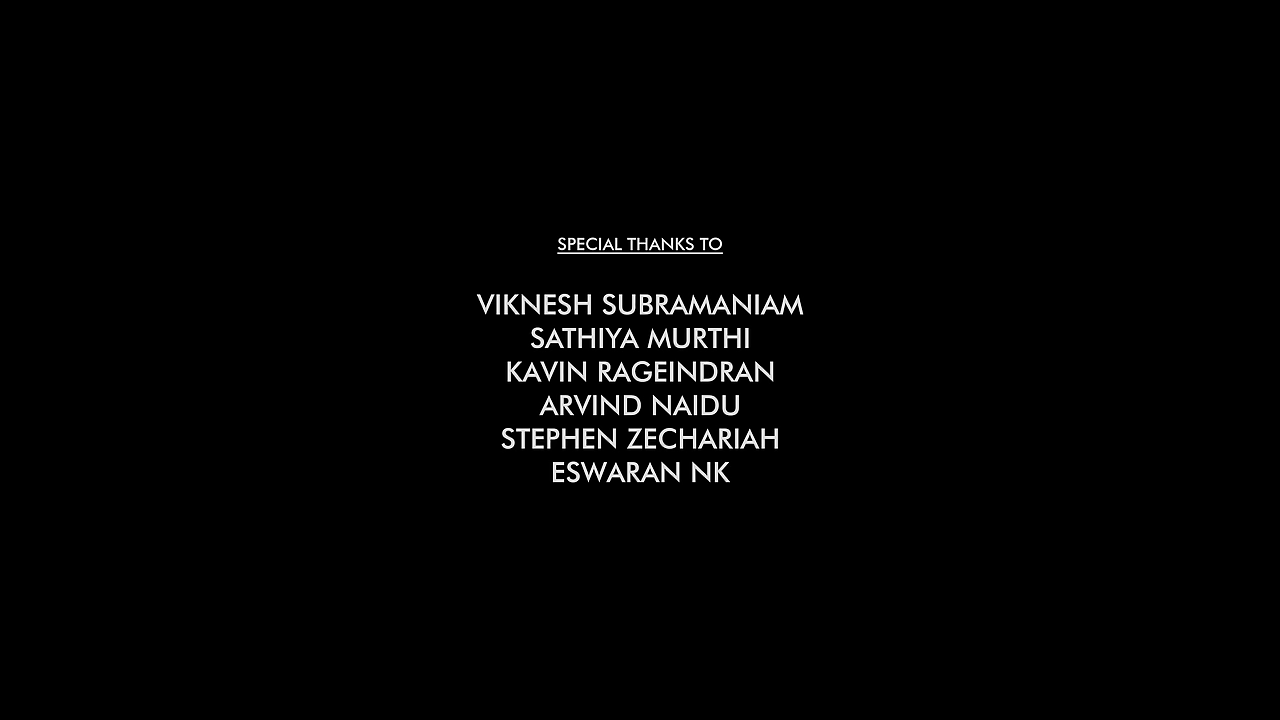 SPECIAL THANKS TO
VIKNESH SUBRAMANIAM
SATHIYA MURTHI
KAVIN RAGEINDRAN
ARVIND NAIDU
STEPHEN ZECHARIAH
ESWARAN NK